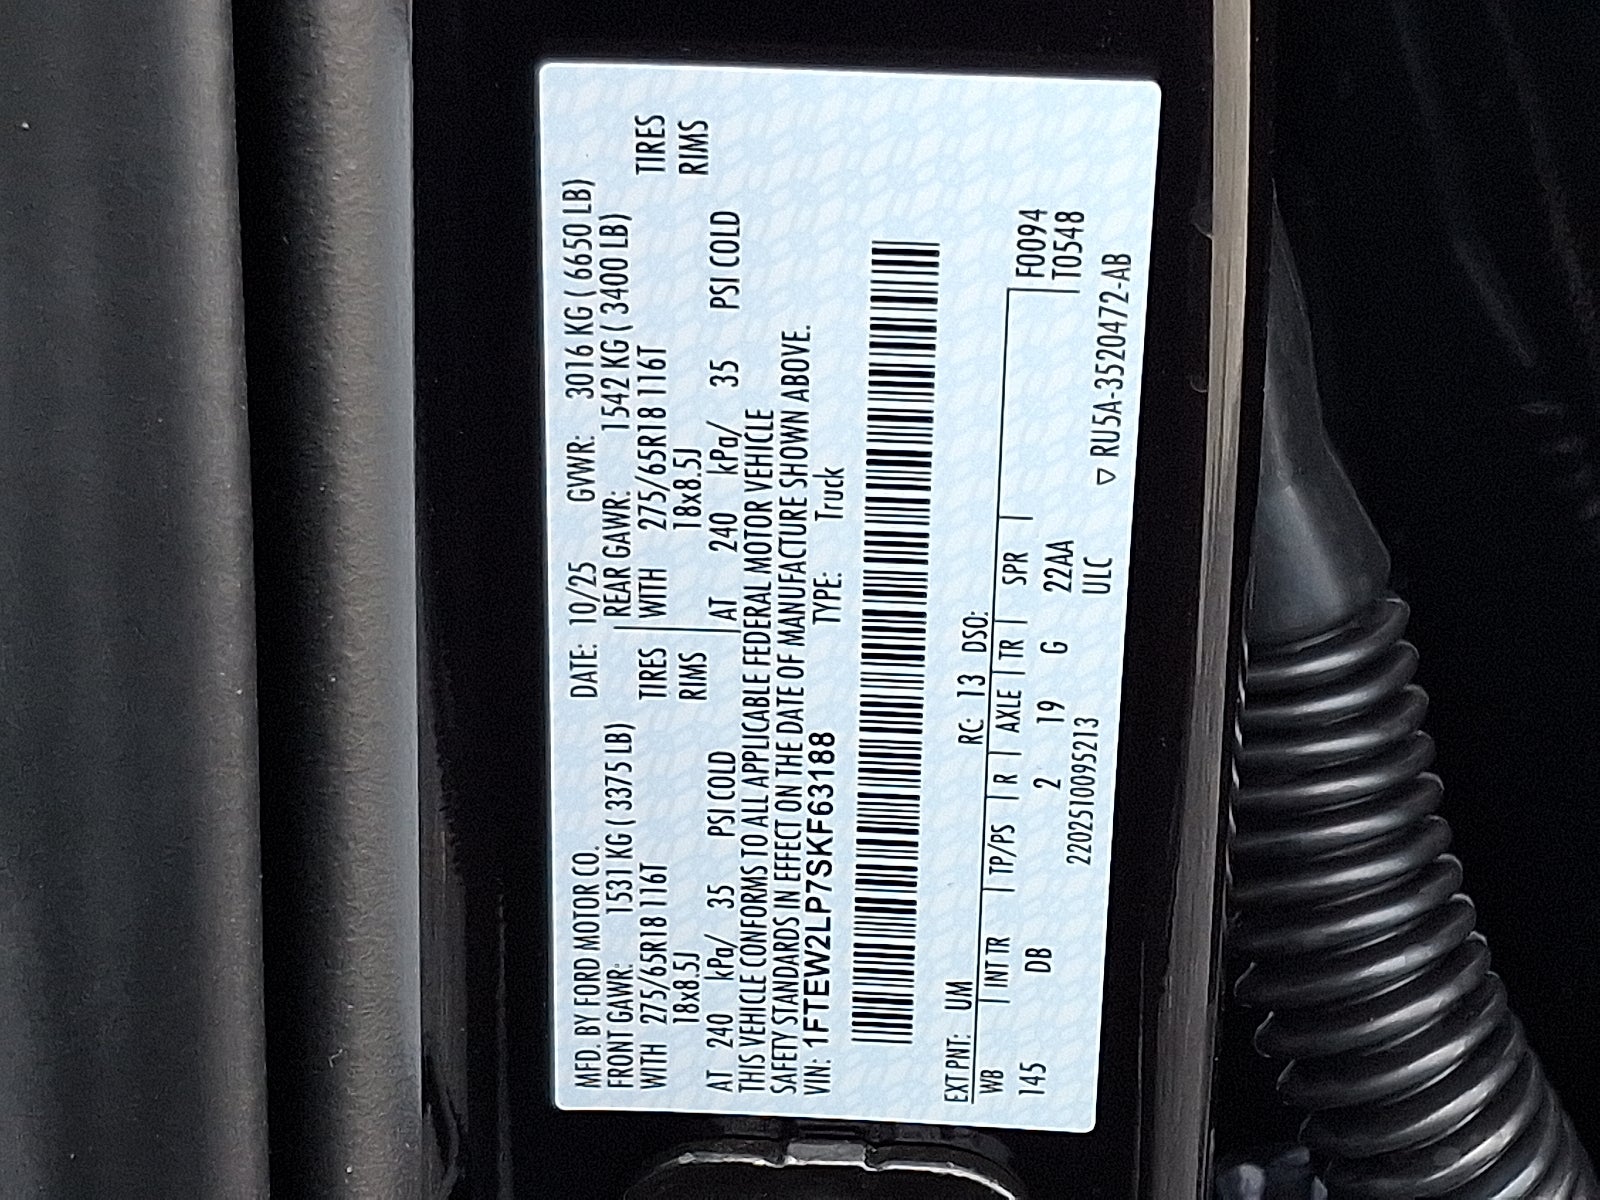 MFD. BY FORD MOTOR CO. DATE: 10/25 GVWR: 3016 KG ( 6650 LB)
FRONT GAWR: 1531 KG ( 3375 LB) REAR GAWR: 1542 KG ( 3400 LB)
WITH 275/65R18 116T TIRES WITH 275/65R18 116T TIRES
18x8.5J RIMS 18x8.5J RIMS
AT 240 kPa/ 35 PSI COLD AT 240 kPa/ 35 PSI COLD
THIS VEHICLE CONFORMS TO ALL APPLICABLE FEDERAL MOTOR VEHICLE
SAFETY STANDARDS IN EFFECT ON THE DATE OF MANUFACTURE SHOWN ABOVE.
VIN: 1FTEW2LP7SKF63188 TYPE: Truck
EXT PNT: UM RC: 13 DSO:
WB INT TR TP/PS R AXLE TR SPR F0094
145 DB 2 19 G 22AA T0548
2202510095213 ULC ▽ RU5A-3520472-AB